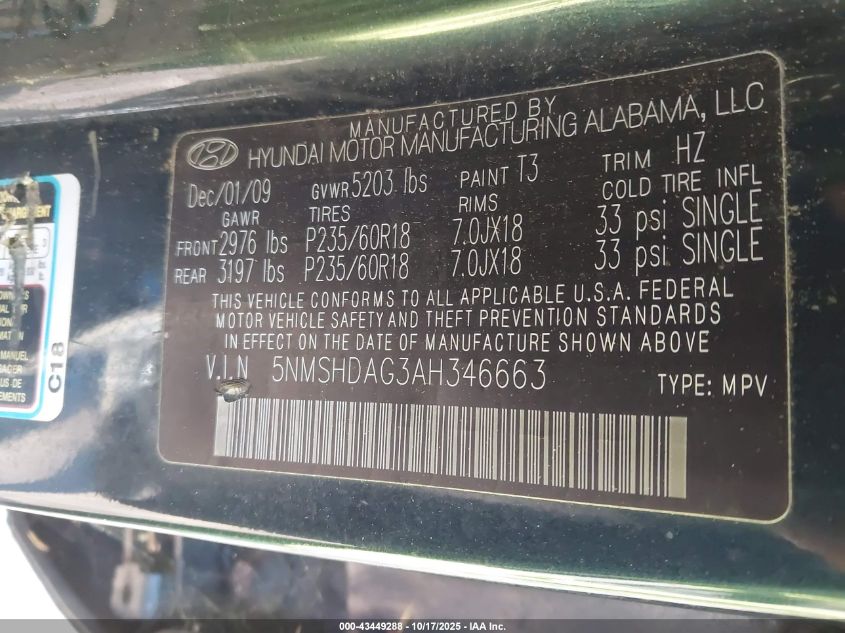 MANUFACTURED BY
HYUNDAI MOTOR MANUFACTURING ALABAMA, LLC
Dec/01/09 GVWR 5203 lbs PAINT T3 TRIM HZ
GAWR TIRES RIMS COLD TIRE INFL
FRONT 2976 lbs P235/60R18 7.0JX18 33 psi SINGLE
REAR 3197 lbs P235/60R18 7.0JX18 33 psi SINGLE
THIS VEHICLE CONFORMS TO ALL APPLICABLE U.S.A. FEDERAL
MOTOR VEHICLE SAFETY AND THEFT PREVENTION STANDARDS
IN EFFECT ON THE DATE OF MANUFACTURE SHOWN ABOVE
V.I.N 5NMSHDAG3AH346663
TYPE: MPV
C18
MANUEL
000-43449288 - 10/17/2025 - IAA Inc.